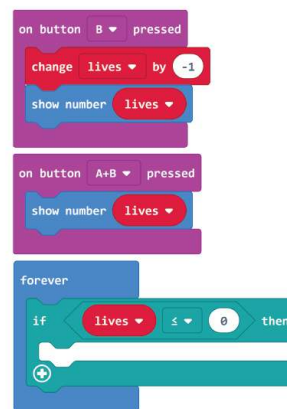 on button B pressed
change lives by -1
show number lives
on button A+B pressed
show number lives
forever
if lives ≤ 0 then